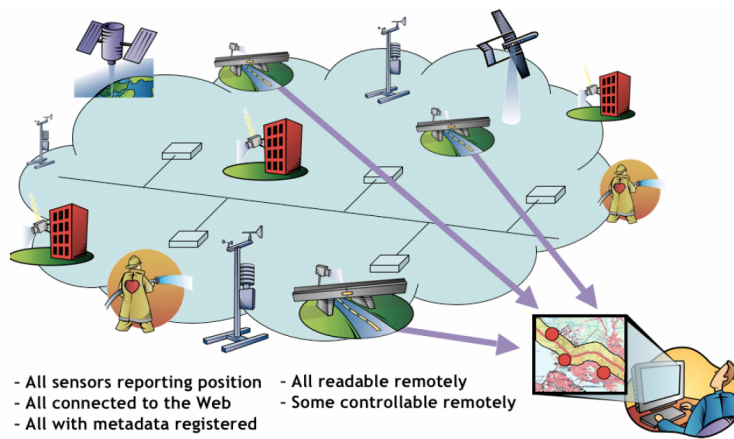 - All sensors reporting position
- All connected to the Web
- All with metadata registered
- All readable remotely
- Some controllable remotely